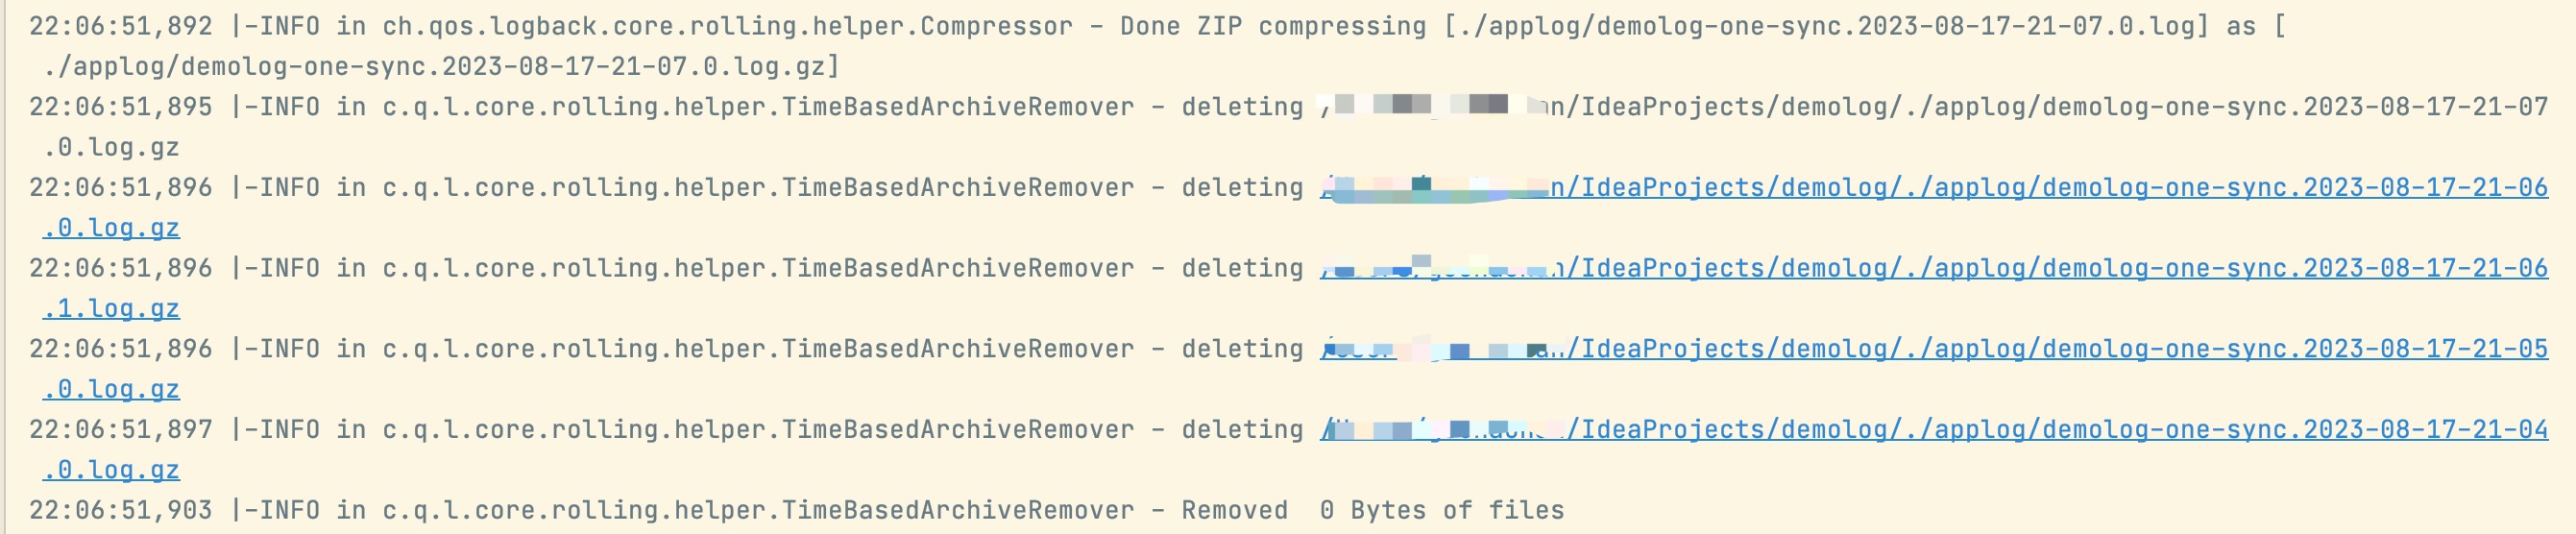 22:06:51,892 |-INFO in ch.qos.logback.core.rolling.helper.Compressor - Done ZIP compressing [./applog/demolog-one-sync.2023-08-17-21-07.0.log] as [
./applog/demolog-one-sync.2023-08-17-21-07.0.log.gz]
22:06:51,895 |-INFO in c.q.l.core.rolling.helper.TimeBasedArchiveRemover - deleting /IdeaProjects/demolog/./applog/demolog-one-sync.2023-08-17-21-07
.0.log.gz
22:06:51,896 |-INFO in c.q.l.core.rolling.helper.TimeBasedArchiveRemover - deleting /IdeaProjects/demolog/./applog/demolog-one-sync.2023-08-17-21-06
.0.log.gz
22:06:51,896 |-INFO in c.q.l.core.rolling.helper.TimeBasedArchiveRemover - deleting /IdeaProjects/demolog/./applog/demolog-one-sync.2023-08-17-21-06
.1.log.gz
22:06:51,896 |-INFO in c.q.l.core.rolling.helper.TimeBasedArchiveRemover - deleting /IdeaProjects/demolog/./applog/demolog-one-sync.2023-08-17-21-05
.0.log.gz
22:06:51,897 |-INFO in c.q.l.core.rolling.helper.TimeBasedArchiveRemover - deleting /IdeaProjects/demolog/./applog/demolog-one-sync.2023-08-17-21-04
.0.log.gz
22:06:51,903 |-INFO in c.q.l.core.rolling.helper.TimeBasedArchiveRemover - Removed  0 Bytes of files